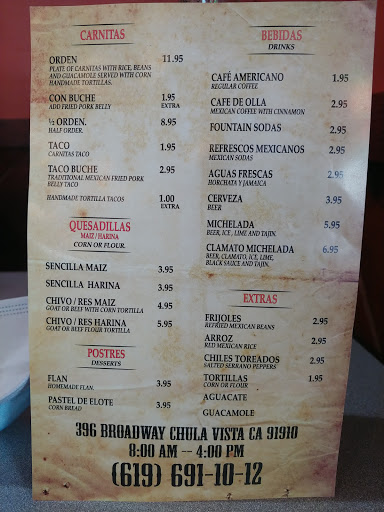 CARNITAS
ORDEN 11.95
PLATE OF CARNITAS WITH RICE, BEANS
AND GUACAMOLE SERVED WITH CORN
HANDMADE TORTILLAS.
CON BUCHE 1.95
ADD FRIED PORK BELLY EXTRA
½ ORDEN. 8.95
HALF ORDER.
TACO 1.95
CARNITAS TACO
TACO BUCHE 2.95
TRADITIONAL MEXICAN FRIED PORK
BELLY TACO
HANDMADE TORTILLA TACOS 1.00
EXTRA
QUESADILLAS
MAIZ / HARINA
CORN OR FLOUR.
SENCILLA MAIZ 3.95
SENCILLA HARINA 3.95
CHIVO / RES MAIZ 4.95
GOAT OR BEEF WITH CORN TORTILLA
CHIVO / RES HARINA 5.95
GOAT OR BEEF FLOUR TORTILLA
POSTRES
DESSERTS
FLAN 3.95
HOMEMADE FLAN.
PASTEL DE ELOTE 3.95
CORN BREAD
BEBIDAS
DRINKS
CAFÉ AMERICANO 1.95
REGULAR COFFEE
CAFE DE OLLA 2.95
MEXICAN COFFEE WITH CINNAMON
FOUNTAIN SODAS 2.95
REFRESCOS MEXICANOS 2.95
MEXICAN SODAS
AGUAS FRESCAS 2.95
HORCHATA Y JAMAICA
CERVEZA 3.95
BEER
MICHELADA 5.95
BEER, ICE, LIME AND TAJIN.
CLAMATO MICHELADA 6.95
BEER, CLAMATO, ICE, LIME,
BLACK SAUCE AND TAJIN.
EXTRAS
FRIJOLES 2.95
REFRIED MEXICAN BEANS
ARROZ 2.95
RED MEXICAN RICE
CHILES TOREADOS 2.95
SALTED SERRANO PEPPERS
TORTILLAS 1.95
CORN OR FLOUR
AGUACATE
GUACAMOLE
396 BROADWAY CHULA VISTA CA 91910
8:00 AM -- 4:00 PM
(619) 691-10-12